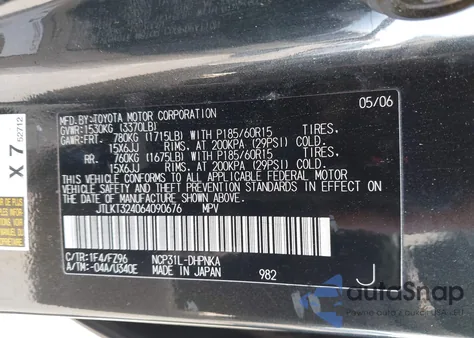 X 7 52712
MFD.BY:TOYOTA MOTOR CORPORATION 05/06
GVWR:1530KG (3370LB)
GAWR:FRT. 780KG (1715LB) WITH P185/60R15 TIRES,
15X6JJ RIMS, AT 200KPA (29PSI) COLD.
RR. 760KG (1675LB) WITH P185/60R15 TIRES,
15X6JJ RIMS, AT 200KPA (29PSI) COLD.
THIS VEHICLE CONFORMS TO ALL APPLICABLE
FEDERAL MOTOR VEHICLE SAFETY STANDARDS IN EFFECT ON
THE DATE OF MANUFACTURE SHOWN ABOVE.
JTLKT324064090676 MPV
C/TR:1F4/FZ96 NCP31L-DHPNKA
A/TM:-04A/U340E MADE IN JAPAN 982 J
autoSnap